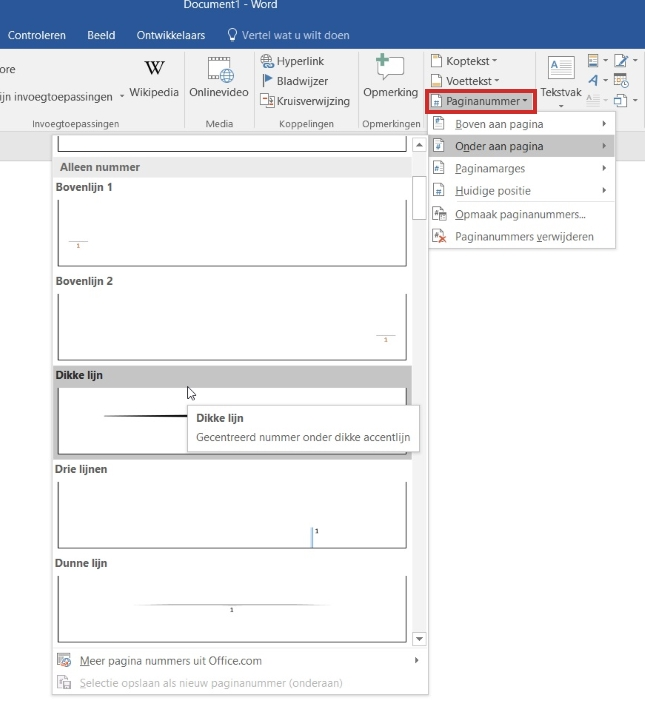 Document1 - Word
Controleren Beeld Ontwikkelaars Vertel wat u wilt doen
ore
ijn invoegtoepassingen
W
Wikipedia
Invoegtoepassingen
Onlinevideo
Media
Hyperlink
Bladwijzer
Kruisverwijzing
Koppelingen
Opmerking
Opmerkingen
Koptekst
Voettekst
Paginanummer
Tekstvak
Boven aan pagina
Onder aan pagina
Paginamarges
Huidige positie
Opmaak paginanummers...
Paginanummers verwijderen
Alleen nummer
Bovenlijn 1
1
Bovenlijn 2
1
Dikke lijn
Dikke lijn
Gecentreerd nummer onder dikke accentlijn
Drie lijnen
1
Dunne lijn
1
Meer pagina nummers uit Office.com
Selectie opslaan als nieuw paginanummer (onderaan)